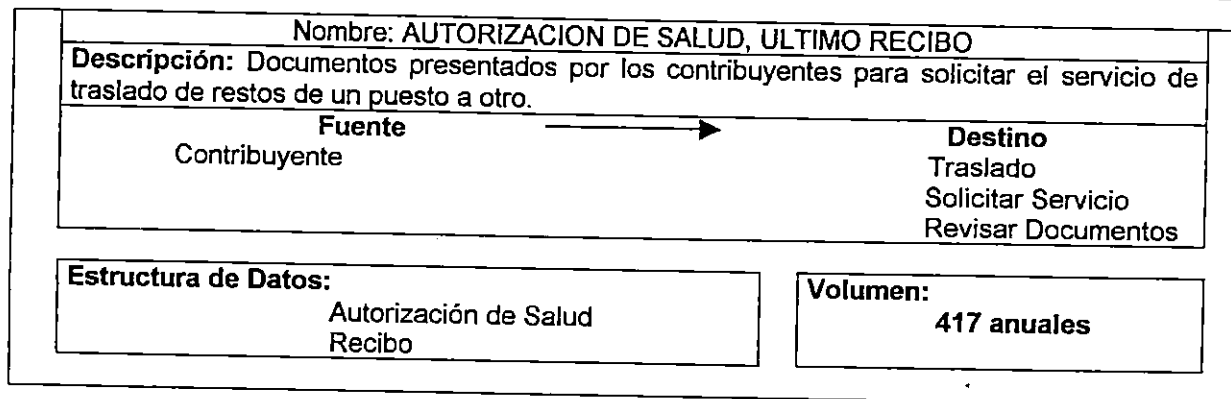 Nombre: AUTORIZACION DE SALUD, ULTIMO RECIBO
Descripción: Documentos presentados por los contribuyentes para solicitar el servicio de
traslado de restos de un puesto a otro.
Fuente
Contribuyente
Destino
Traslado
Solicitar Servicio
Revisar Documentos
Estructura de Datos:
Autorización de Salud
Recibo
Volumen:
417 anuales